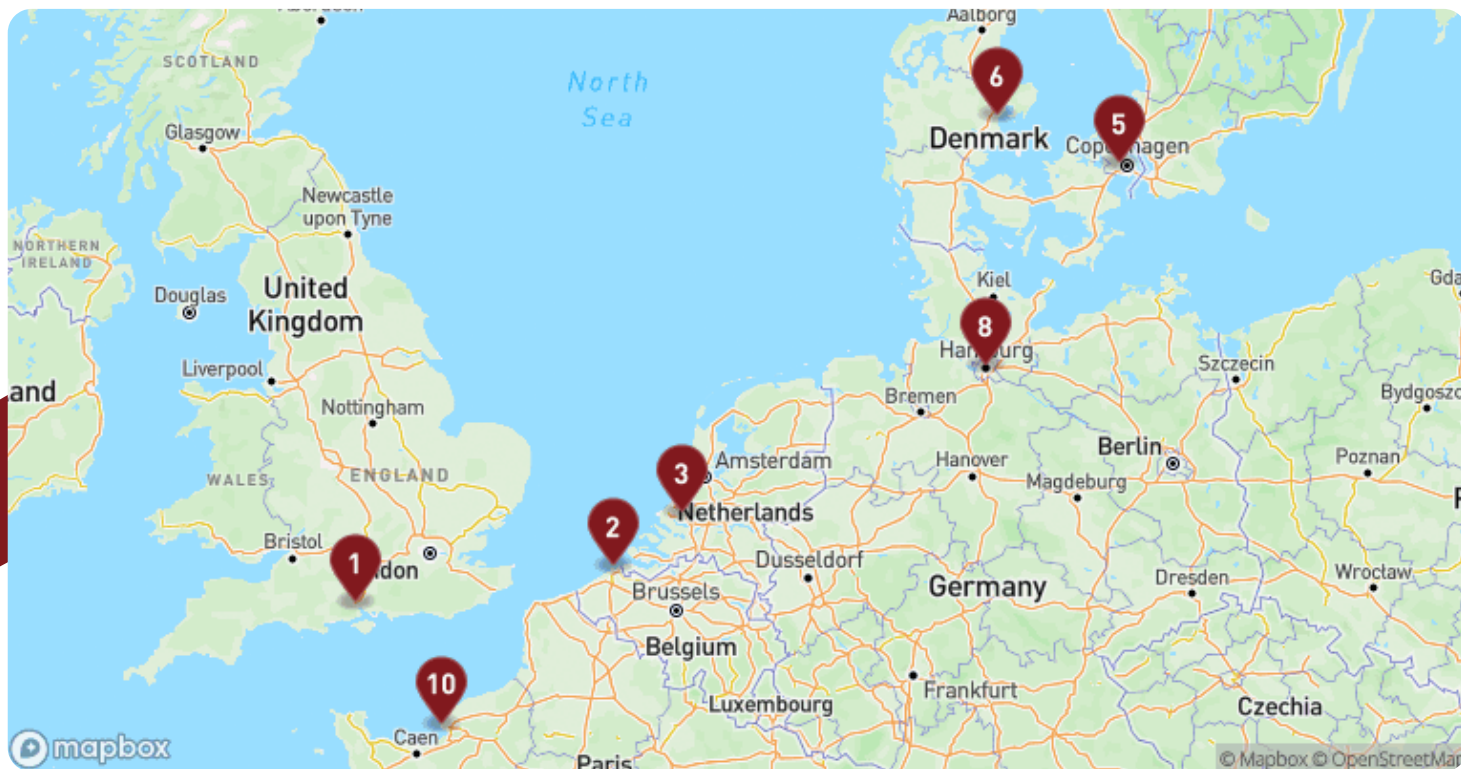 Aalborg
SCOTLAND
North
Sea
6
5
Glasgow
Denmark
Copenhagen
Newcastle
upon Tyne
NORTHERN
IRELAND
Kiel
Douglas
United
Kingdom
8
Hamburg
Szczecin
Liverpool
and
Bremen
Nottingham
Berlin
3
Amsterdam
Hanover
Poznan
WALES
ENGLAND
Magdeburg
Netherlands
2
Bristol
1
Dusseldorf
Germany
Dresden
Wrocław
Brussels
Belgium
10
Frankfurt
Luxembourg
Czechia
Caen
mapbox
Paris
© Mapbox © OpenStreetMap